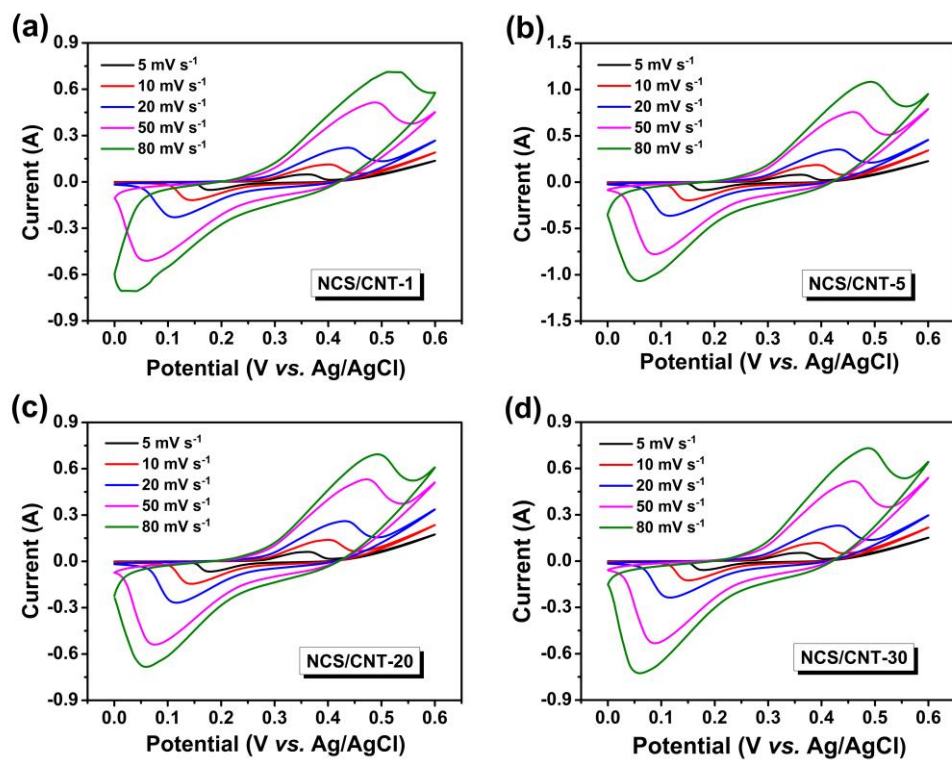 (a)
0.9
0.6
0.3
0.0
-0.3
-0.6
-0.9
Current (A)
5 mV s⁻¹
10 mV s⁻¹
20 mV s⁻¹
50 mV s⁻¹
80 mV s⁻¹
NCS/CNT-1
0.0 0.1 0.2 0.3 0.4 0.5 0.6
Potential (V vs. Ag/AgCl)
(b)
1.5
1.0
0.5
0.0
-0.5
-1.0
-1.5
Current (A)
5 mV s⁻¹
10 mV s⁻¹
20 mV s⁻¹
50 mV s⁻¹
80 mV s⁻¹
NCS/CNT-5
0.0 0.1 0.2 0.3 0.4 0.5 0.6
Potential (V vs. Ag/AgCl)
(c)
0.9
0.6
0.3
0.0
-0.3
-0.6
-0.9
Current (A)
5 mV s⁻¹
10 mV s⁻¹
20 mV s⁻¹
50 mV s⁻¹
80 mV s⁻¹
NCS/CNT-20
0.0 0.1 0.2 0.3 0.4 0.5 0.6
Potential (V vs. Ag/AgCl)
(d)
0.9
0.6
0.3
0.0
-0.3
-0.6
-0.9
Current (A)
5 mV s⁻¹
10 mV s⁻¹
20 mV s⁻¹
50 mV s⁻¹
80 mV s⁻¹
NCS/CNT-30
0.0 0.1 0.2 0.3 0.4 0.5 0.6
Potential (V vs. Ag/AgCl)